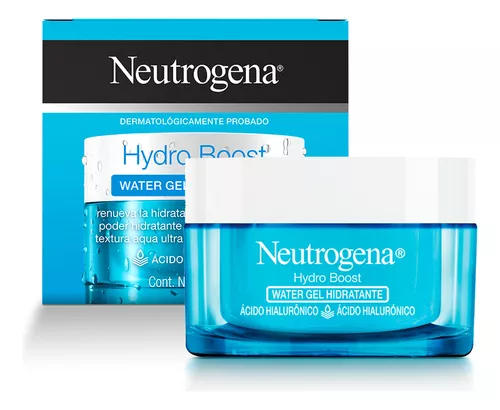 Neutrogena®
DERMATOLÓGICAMENTE PROBADO
Hydro Boost
WATER GEL
renueva la hidrata
poder hidratante
textura aqua ultra
ÁCIDO
Cont. N
Neutrogena®
Hydro Boost
WATER GEL HIDRATANTE
ÁCIDO HIALURÓNICO ÁCIDO HIALURÓNICO